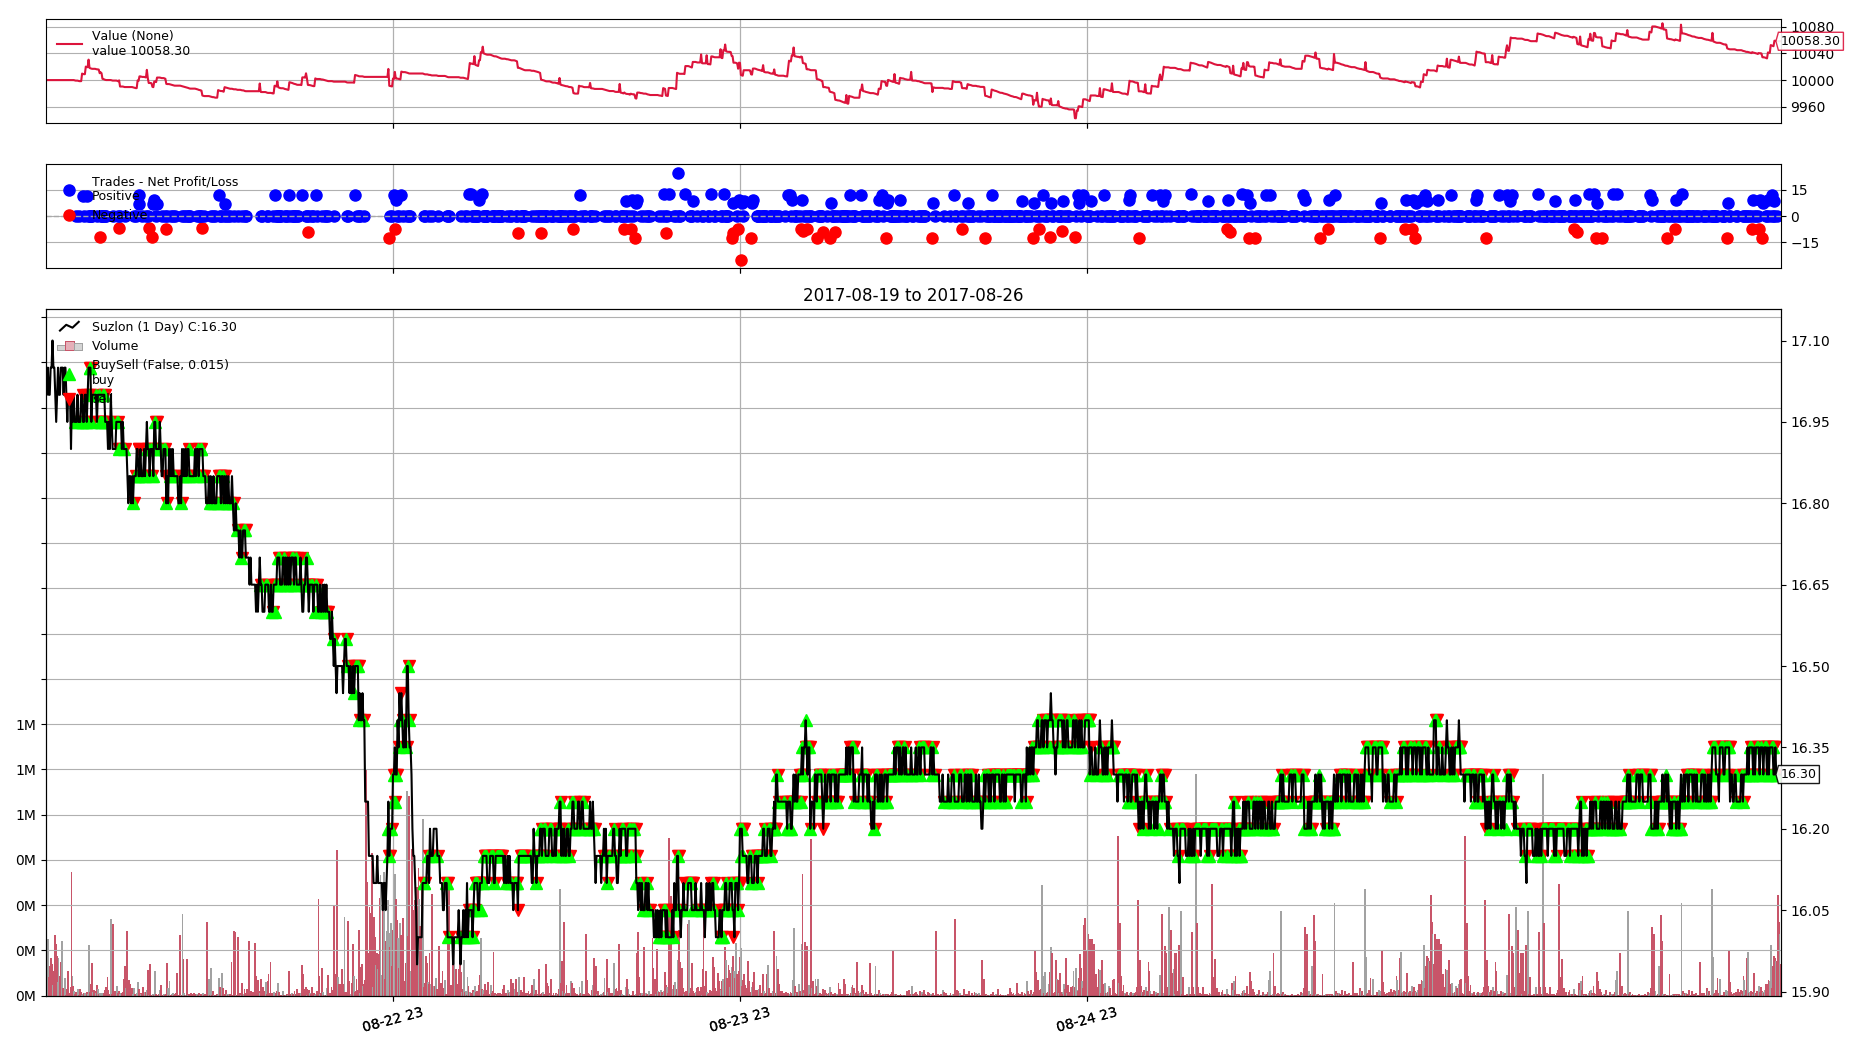 Value (None)
value 10058.30
10080
10058.30
10040
10000
9960
Trades - Net Profit/Loss
Positive
Negative
15
0
−15
2017-08-19 to 2017-08-26
Suzlon (1 Day) C:16.30
Volume
BuySell (False, 0.015)
buy
sell
17.10
16.95
16.80
16.65
16.50
16.35
16.30
16.20
16.05
15.90
1M
1M
1M
0M
0M
0M
0M
08-22 23
08-23 23
08-24 23